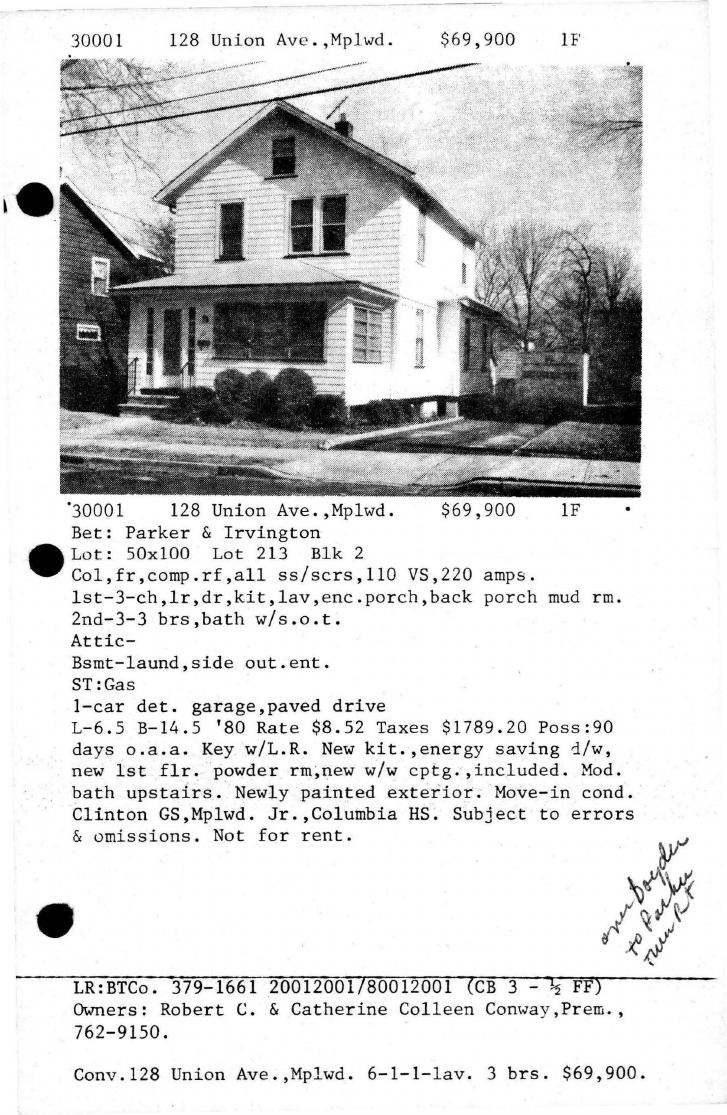 30001 128 Union Ave.,Mplwd. $69,900 1F
30001 128 Union Ave.,Mplwd. $69,900 1F
Bet: Parker & Irvington
Lot: 50x100 Lot 213 Blk 2
Col,fr,comp.rf,all ss/scrs,110 VS,220 amps.
1st-3-ch,lr,dr,kit,lav,enc.porch,back porch mud rm.
2nd-3-3 brs,bath w/s.o.t.
Attic-
Bsmt-laund,side out.ent.
ST:Gas
1-car det. garage,paved drive
L-6.5 B-14.5 '80 Rate $8.52 Taxes $1789.20 Poss:90
days o.a.a. Key w/L.R. New kit.,energy saving d/w,
new 1st flr. powder rm,new w/w cptg.,included. Mod.
bath upstairs. Newly painted exterior. Move-in cond.
Clinton GS,Mplwd. Jr.,Columbia HS. Subject to errors
& omissions. Not for rent.
over Boyden
to Parker
Turn Rt
LR:BTCo. 379-1661 20012001/80012001 (CB 3 - ½ FF)
Owners: Robert C. & Catherine Colleen Conway,Prem.,
762-9150.
Conv.128 Union Ave.,Mplwd. 6-1-1-lav. 3 brs. $69,900.